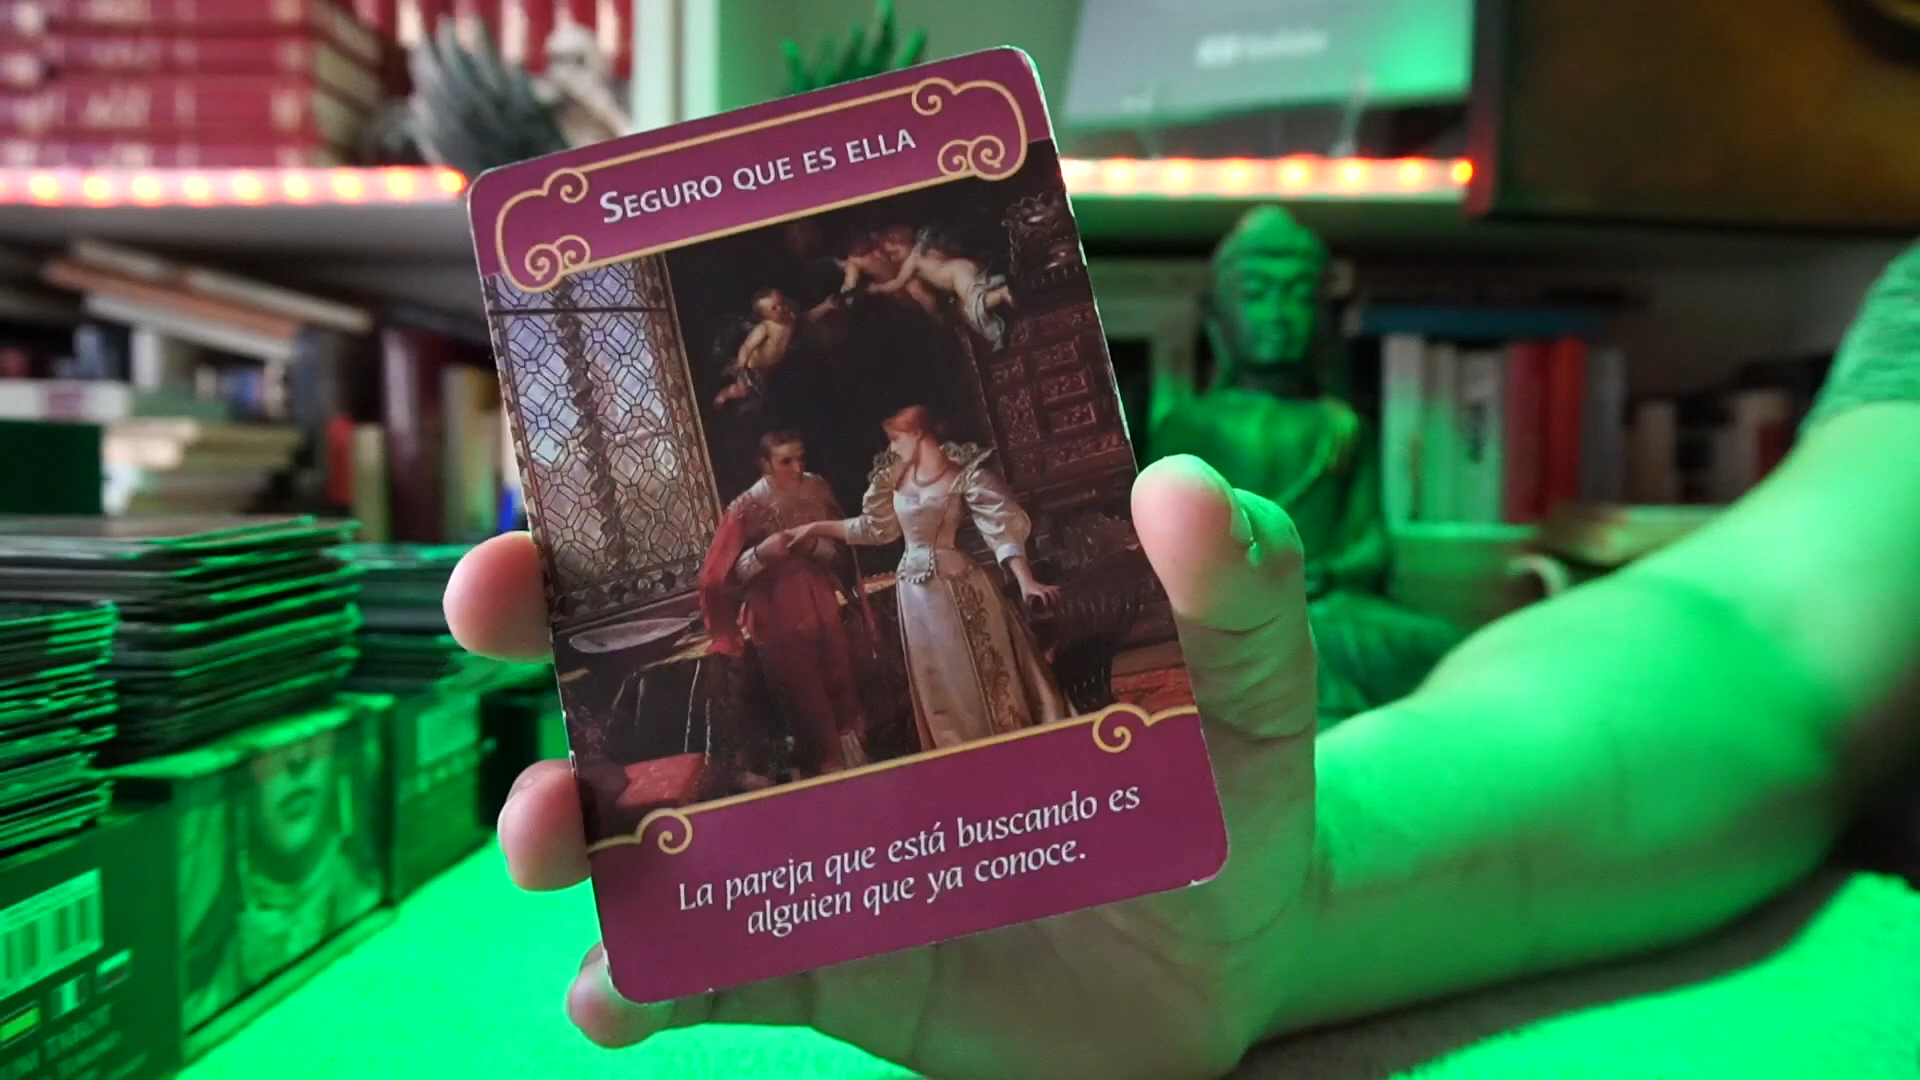 SEGURO QUE ES ELLA
La pareja que está buscando es
alguien que ya conoce.